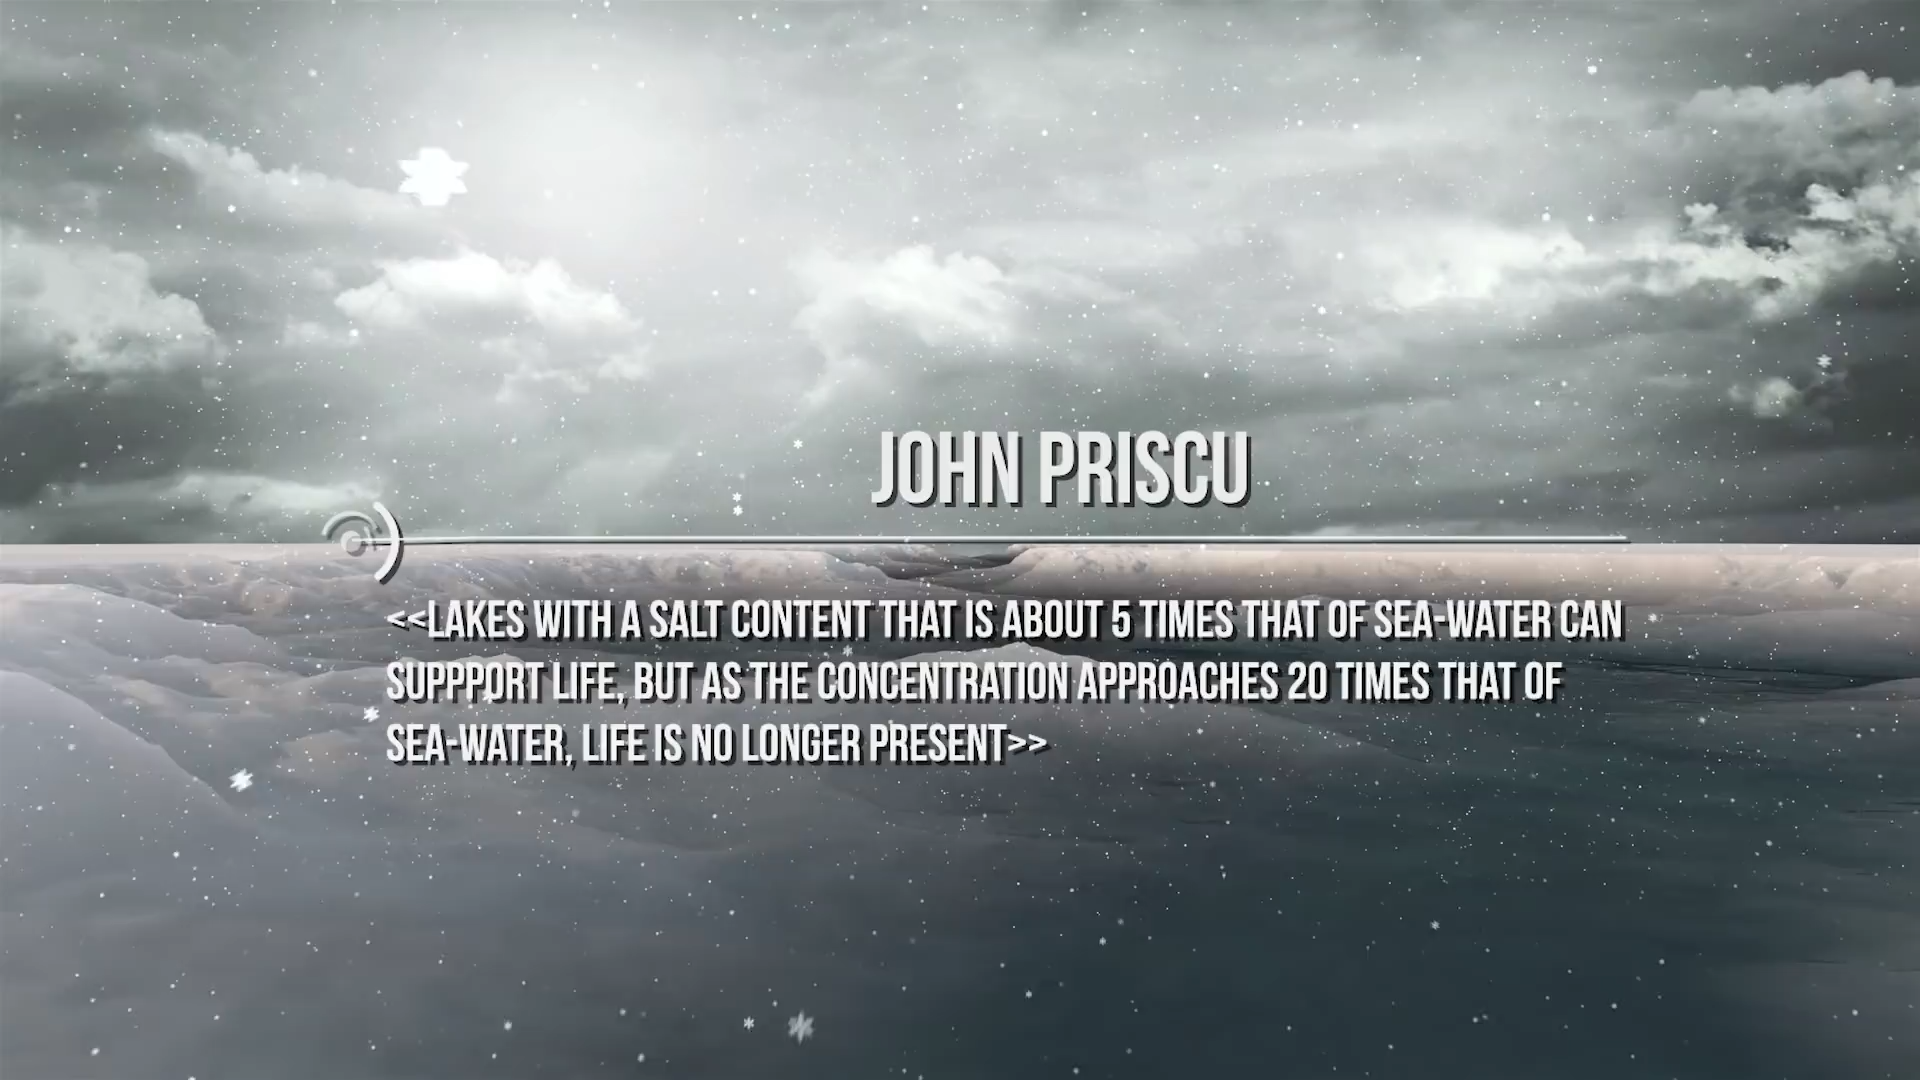 JOHN PRISCU
<<LAKES WITH A SALT CONTENT THAT IS ABOUT 5 TIMES THAT OF SEA-WATER CAN
SUPPPORT LIFE, BUT AS THE CONCENTRATION APPROACHES 20 TIMES THAT OF
SEA-WATER, LIFE IS NO LONGER PRESENT>>